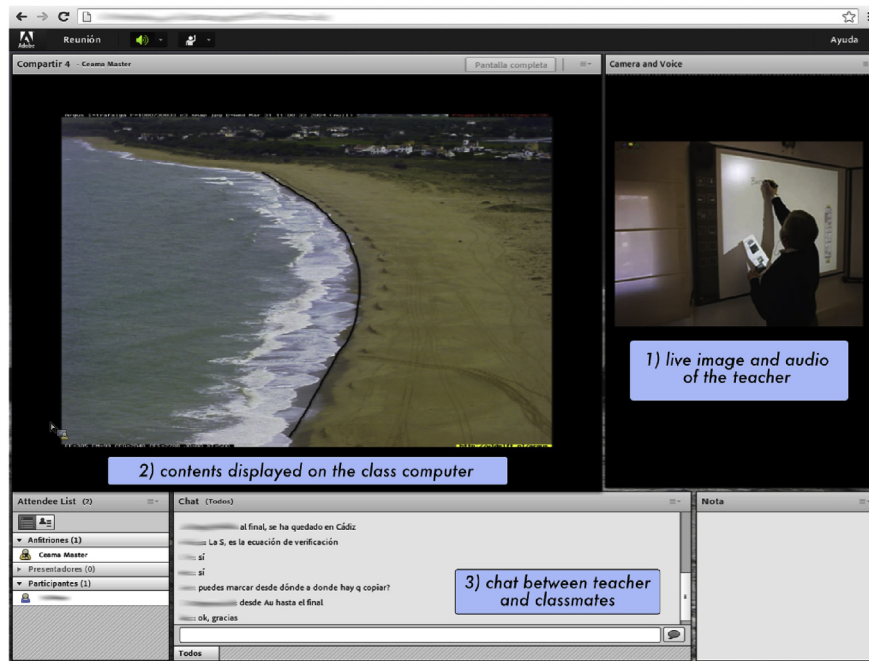 Adobe
Reunión
Ayuda
Compartir 4 - Ceama Master
Pantalla completa
Camera and Voice
1) live image and audio
of the teacher
2) contents displayed on the class computer
Attendee List (2)
Anfitriones (1)
Ceama Master
Presentadores (0)
Participantes (1)
Chat (Todos)
al final, se ha quedado en Cádiz
La S, es la ecuación de verificación
sí
sí
puedes marcar desde dónde a donde hay q copiar?
desde Au hasta el final
ok, gracias
3) chat between teacher
and classmates
Todos
Nota